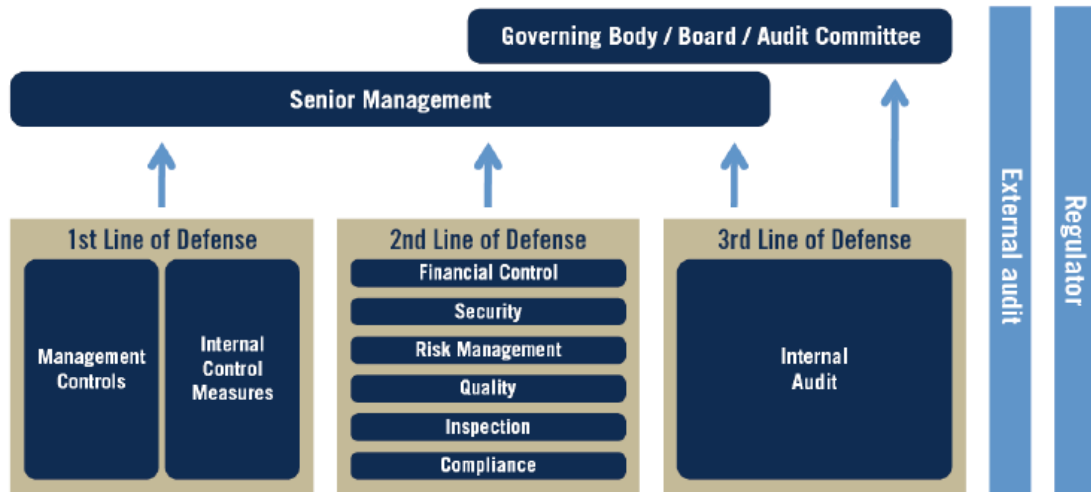 Governing Body / Board / Audit Committee
Senior Management
1st Line of Defense
Management
Controls
Internal
Control
Measures
2nd Line of Defense
Financial Control
Security
Risk Management
Quality
Inspection
Compliance
3rd Line of Defense
Internal
Audit
External audit
Regulator